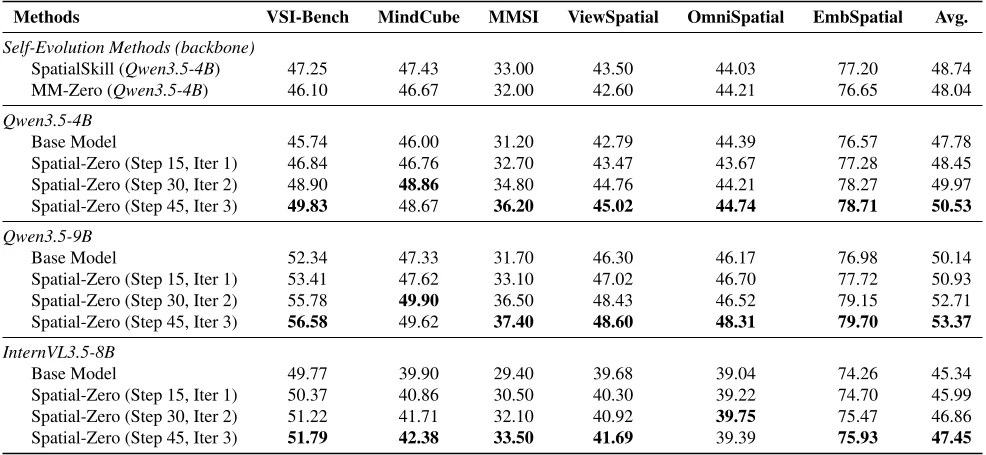 Methods VSI-Bench MindCube MMSI ViewSpatial OmniSpatial EmbSpatial Avg.
Self-Evolution Methods (backbone)
SpatialSkill (Qwen3.5-4B) 47.25 47.43 33.00 43.50 44.03 77.20 48.74
MM-Zero (Qwen3.5-4B) 46.10 46.67 32.00 42.60 44.21 76.65 48.04
Qwen3.5-4B
Base Model 45.74 46.00 31.20 42.79 44.39 76.57 47.78
Spatial-Zero (Step 15, Iter 1) 46.84 46.76 32.70 43.47 43.67 77.28 48.45
Spatial-Zero (Step 30, Iter 2) 48.90 48.86 34.80 44.76 44.21 78.27 49.97
Spatial-Zero (Step 45, Iter 3) 49.83 48.67 36.20 45.02 44.74 78.71 50.53
Qwen3.5-9B
Base Model 52.34 47.33 31.70 46.30 46.17 76.98 50.14
Spatial-Zero (Step 15, Iter 1) 53.41 47.62 33.10 47.02 46.70 77.72 50.93
Spatial-Zero (Step 30, Iter 2) 55.78 49.90 36.50 48.43 46.52 79.15 52.71
Spatial-Zero (Step 45, Iter 3) 56.58 49.62 37.40 48.60 48.31 79.70 53.37
InternVL3.5-8B
Base Model 49.77 39.90 29.40 39.68 39.04 74.26 45.34
Spatial-Zero (Step 15, Iter 1) 50.37 40.86 30.50 40.30 39.22 74.70 45.99
Spatial-Zero (Step 30, Iter 2) 51.22 41.71 32.10 40.92 39.75 75.47 46.86
Spatial-Zero (Step 45, Iter 3) 51.79 42.38 33.50 41.69 39.39 75.93 47.45